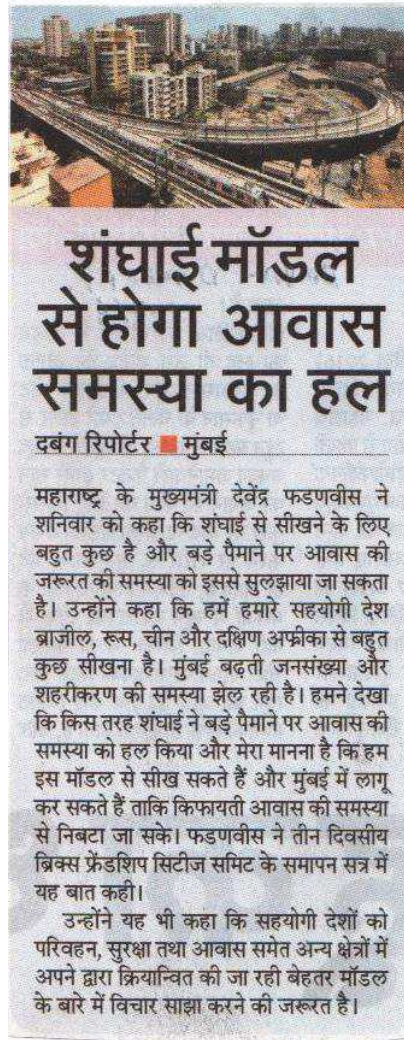 शंघाई मॉडल
से होगा आवास
समस्या का हल
दबंग रिपोर्टर ■ मुंबई
महाराष्ट्र के मुख्यमंत्री देवेंद्र फडणवीस ने
शनिवार को कहा कि शंघाई से सीखने के लिए
बहुत कुछ है और बड़े पैमाने पर आवास की
जरूरत की समस्या को इससे सुलझाया जा सकता
है। उन्होंने कहा कि हमें हमारे सहयोगी देश
ब्राजील, रूस, चीन और दक्षिण अफ्रीका से बहुत
कुछ सीखना है। मुंबई बढ़ती जनसंख्या और
शहरीकरण की समस्या झेल रही है। हमने देखा
कि किस तरह शंघाई ने बड़े पैमाने पर आवास की
समस्या को हल किया और मेरा मानना है कि हम
इस मॉडल से सीख सकते हैं और मुंबई में लागू
कर सकते हैं ताकि किफायती आवास की समस्या
से निबटा जा सके। फडणवीस ने तीन दिवसीय
ब्रिक्स फ्रेंडशिप सिटीज समिट के समापन सत्र में
यह बात कही।
उन्होंने यह भी कहा कि सहयोगी देशों को
परिवहन, सुरक्षा तथा आवास समेत अन्य क्षेत्रों में
अपने द्वारा क्रियान्वित की जा रही बेहतर मॉडल
के बारे में विचार साझा करने की जरूरत है।